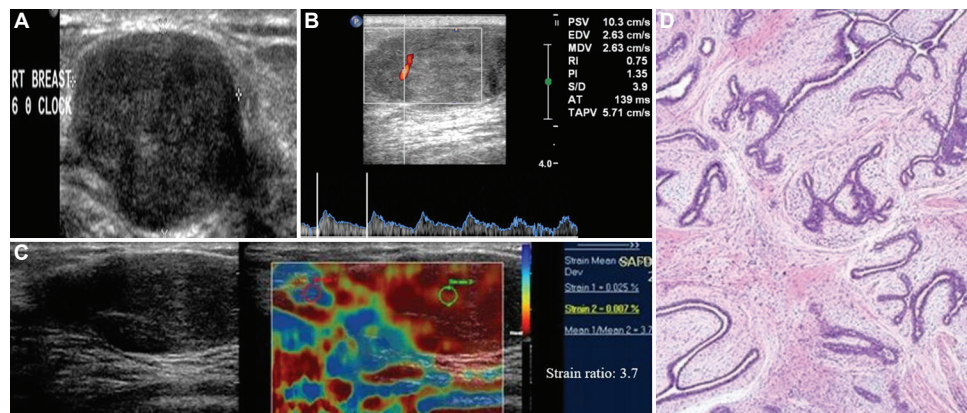 A
RT BREAST
6 0 CLOCK
B
P
PSV 10.3 cm/s
EDV 2.63 cm/s
MDV 2.63 cm/s
RI 0.75
PI 1.35
S/D 3.9
AT 139 ms
TAPV 5.71 cm/s
4.0
C
Strain Mean
Dev
Strain 1 = 0.025 %
Strain 2 = 0.007 %
Mean 1/Mean 2 = 3.7
Strain ratio: 3.7
D